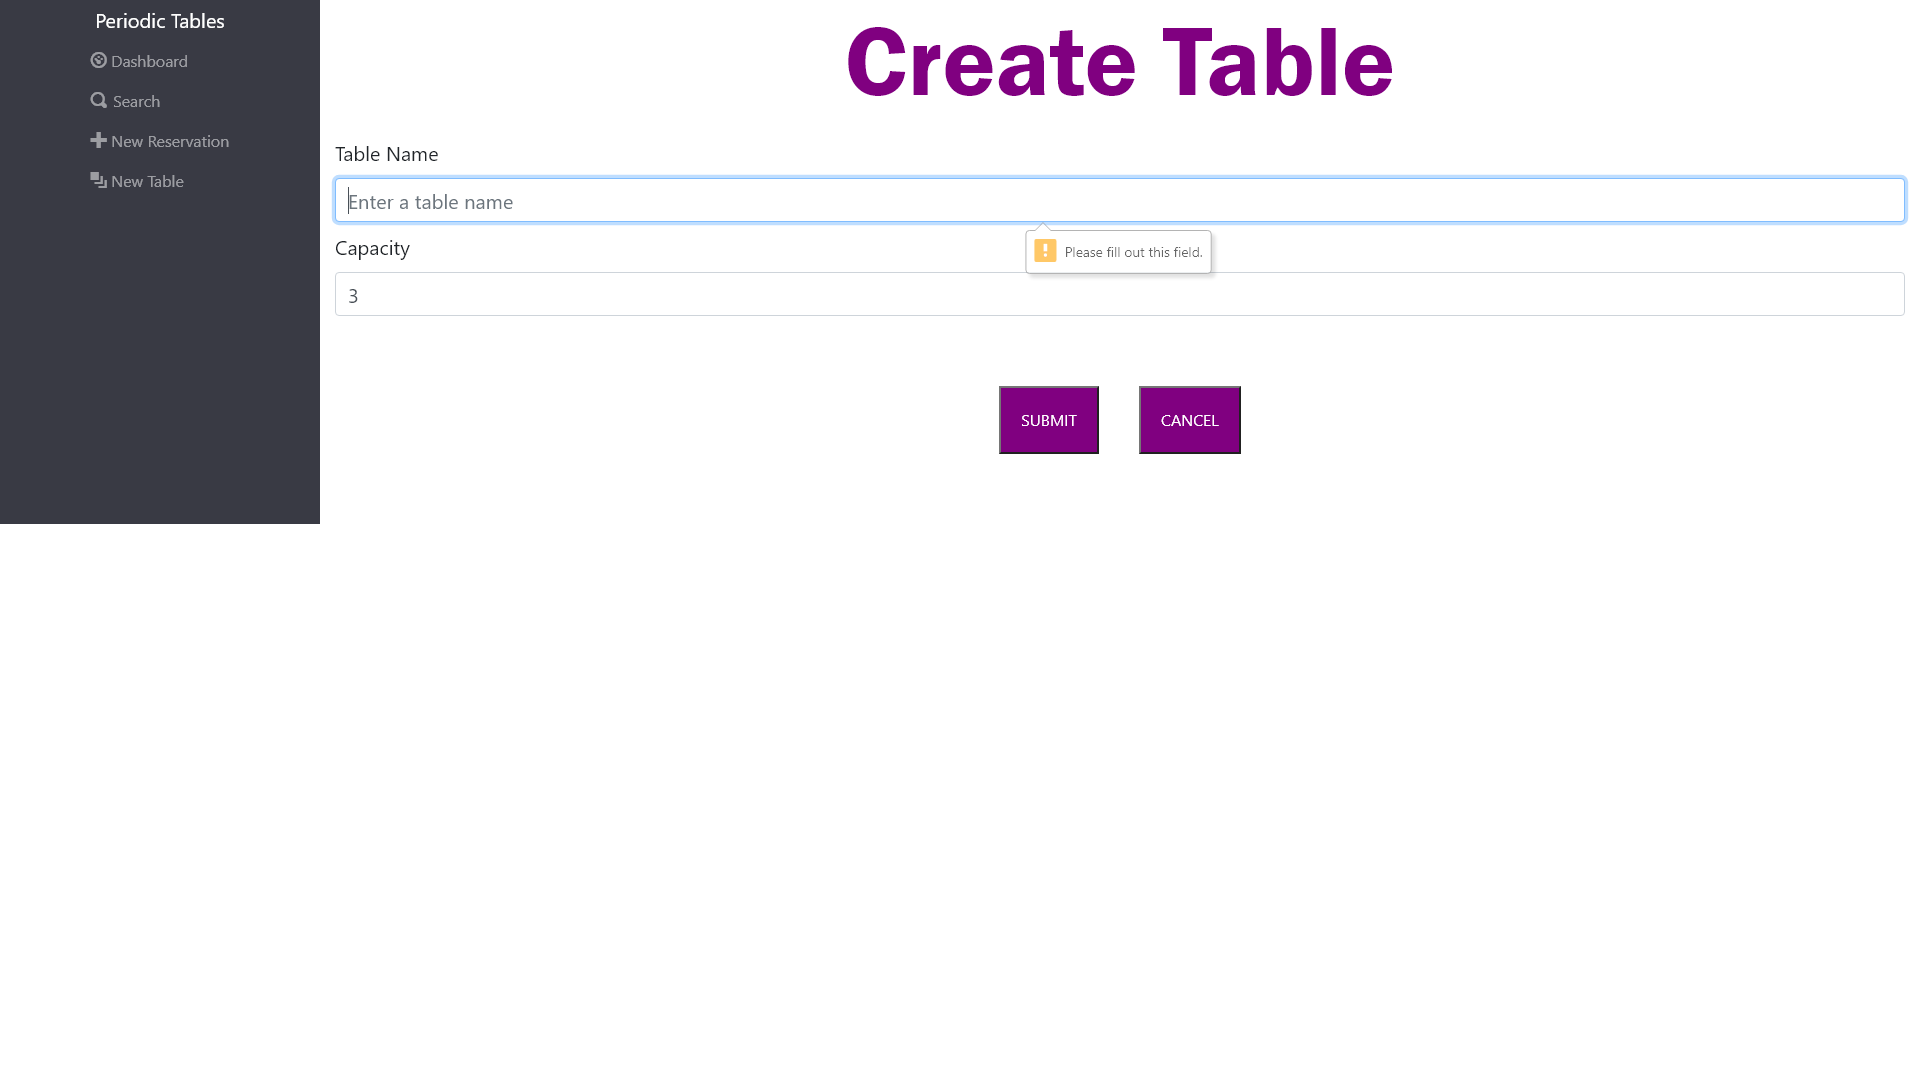 Periodic Tables
Dashboard
Search
New Reservation
New Table
Create Table
Table Name
Enter a table name
Please fill out this field.
Capacity
3
SUBMIT
CANCEL